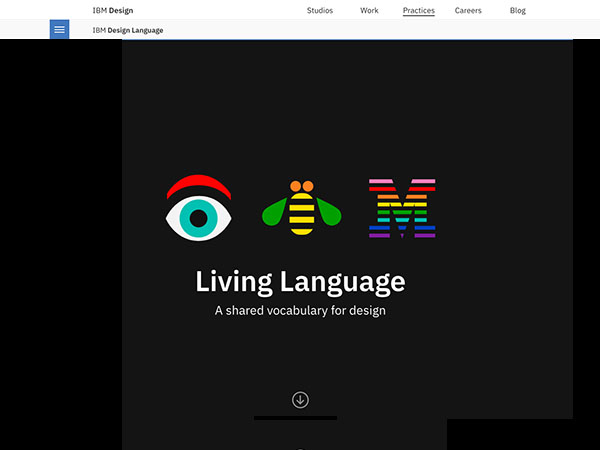 IBM Design
Studios Work Practices Careers Blog
IBM Design Language
M
Living Language
A shared vocabulary for design